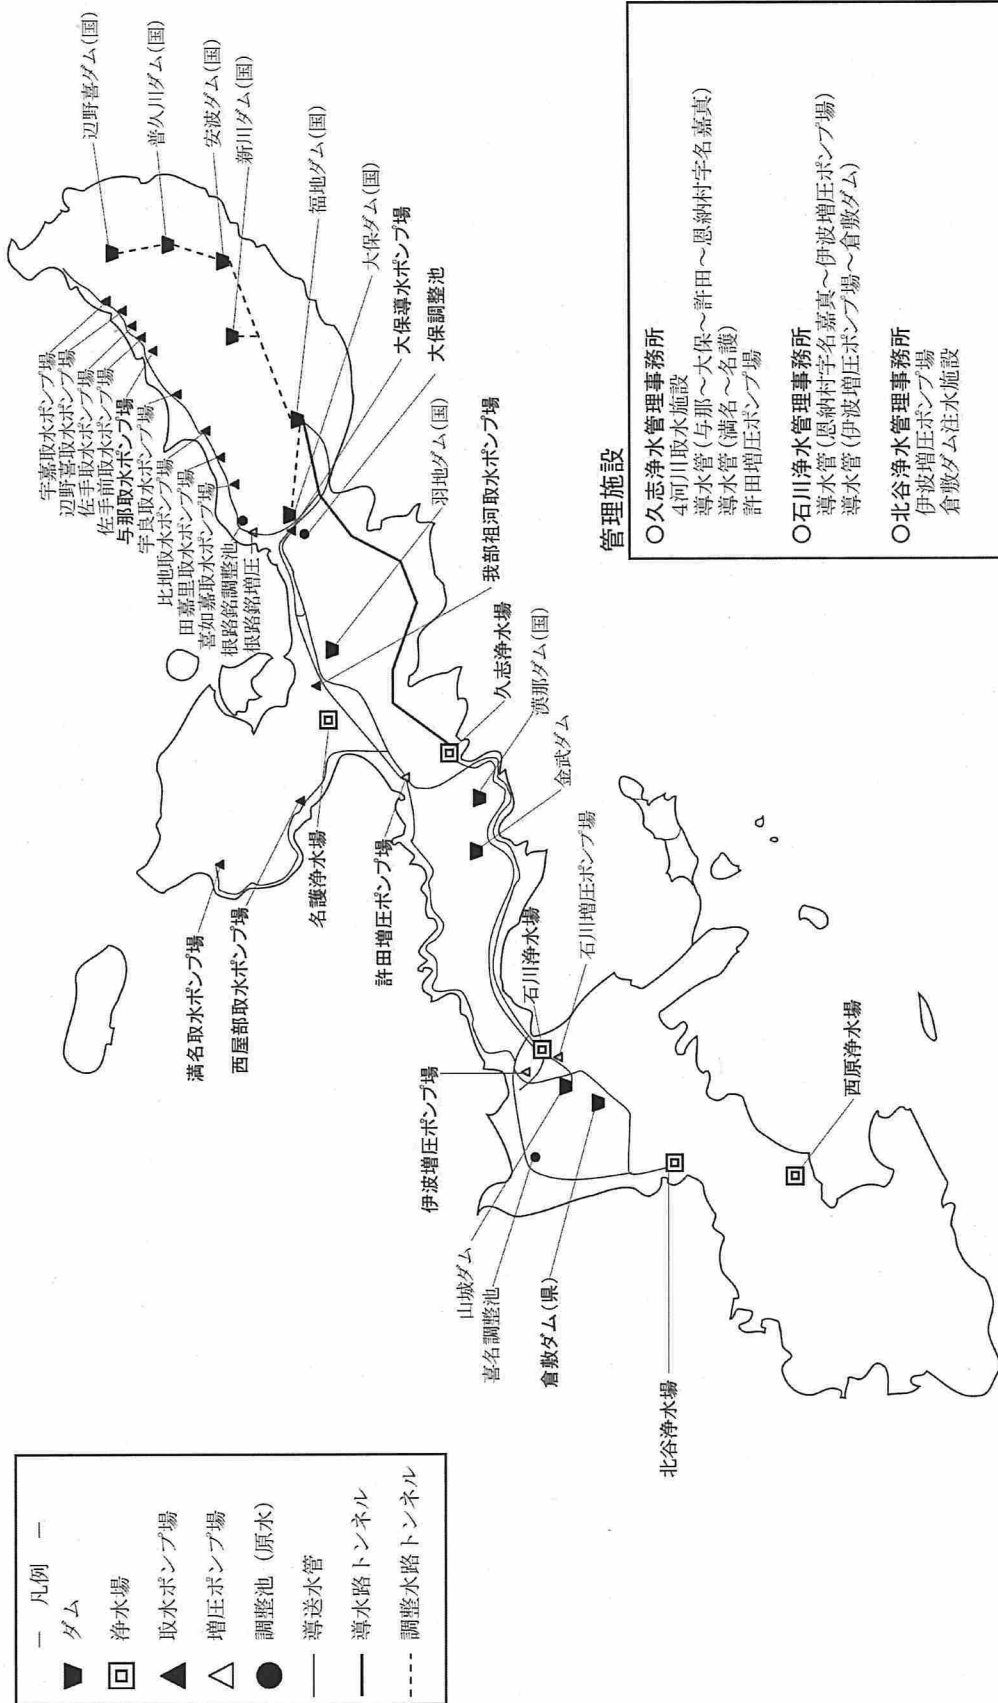 ― 凡例 ―
ダム
浄水場
取水ポンプ場
増圧ポンプ場
調整池（原水）
導送水管
導水路トンネル
調整水路トンネル
満名取水ポンプ場
西屋部取水ポンプ場
名護浄水場
許田増圧ポンプ場
伊波増圧ポンプ場
山城ダム
喜名調整池
倉敷ダム(県)
北谷浄水場
宇嘉取水ポンプ場
辺野喜取水ポンプ場
佐手取水ポンプ場
佐手前取水ポンプ場
与那取水ポンプ場
宇良取水ポンプ場
比地取水ポンプ場
田嘉里取水ポンプ場
喜如嘉取水ポンプ場
根路銘調整池
根路銘増圧
辺野喜ダム(国)
普久川ダム(国)
安波ダム(国)
新川ダム(国)
福地ダム(国)
大保ダム(国)
大保導水ポンプ場
大保調整池
羽地ダム(国)
我部祖河取水ポンプ場
久志浄水場
漢那ダム(国)
金武ダム
石川浄水場
石川増圧ポンプ場
西原浄水場
管理施設
○久志浄水管理事務所
4河川取水施設
導水管(与那～大保～許田～恩納村字名嘉真)
導水管(満名～名護)
許田増圧ポンプ場
○石川浄水管理事務所
導水管(恩納村字名嘉真～伊波増圧ポンプ場)
導水管(伊波増圧ポンプ場～倉敷ダム)
○北谷浄水管理事務所
伊波増圧ポンプ場
倉敷ダム注水施設